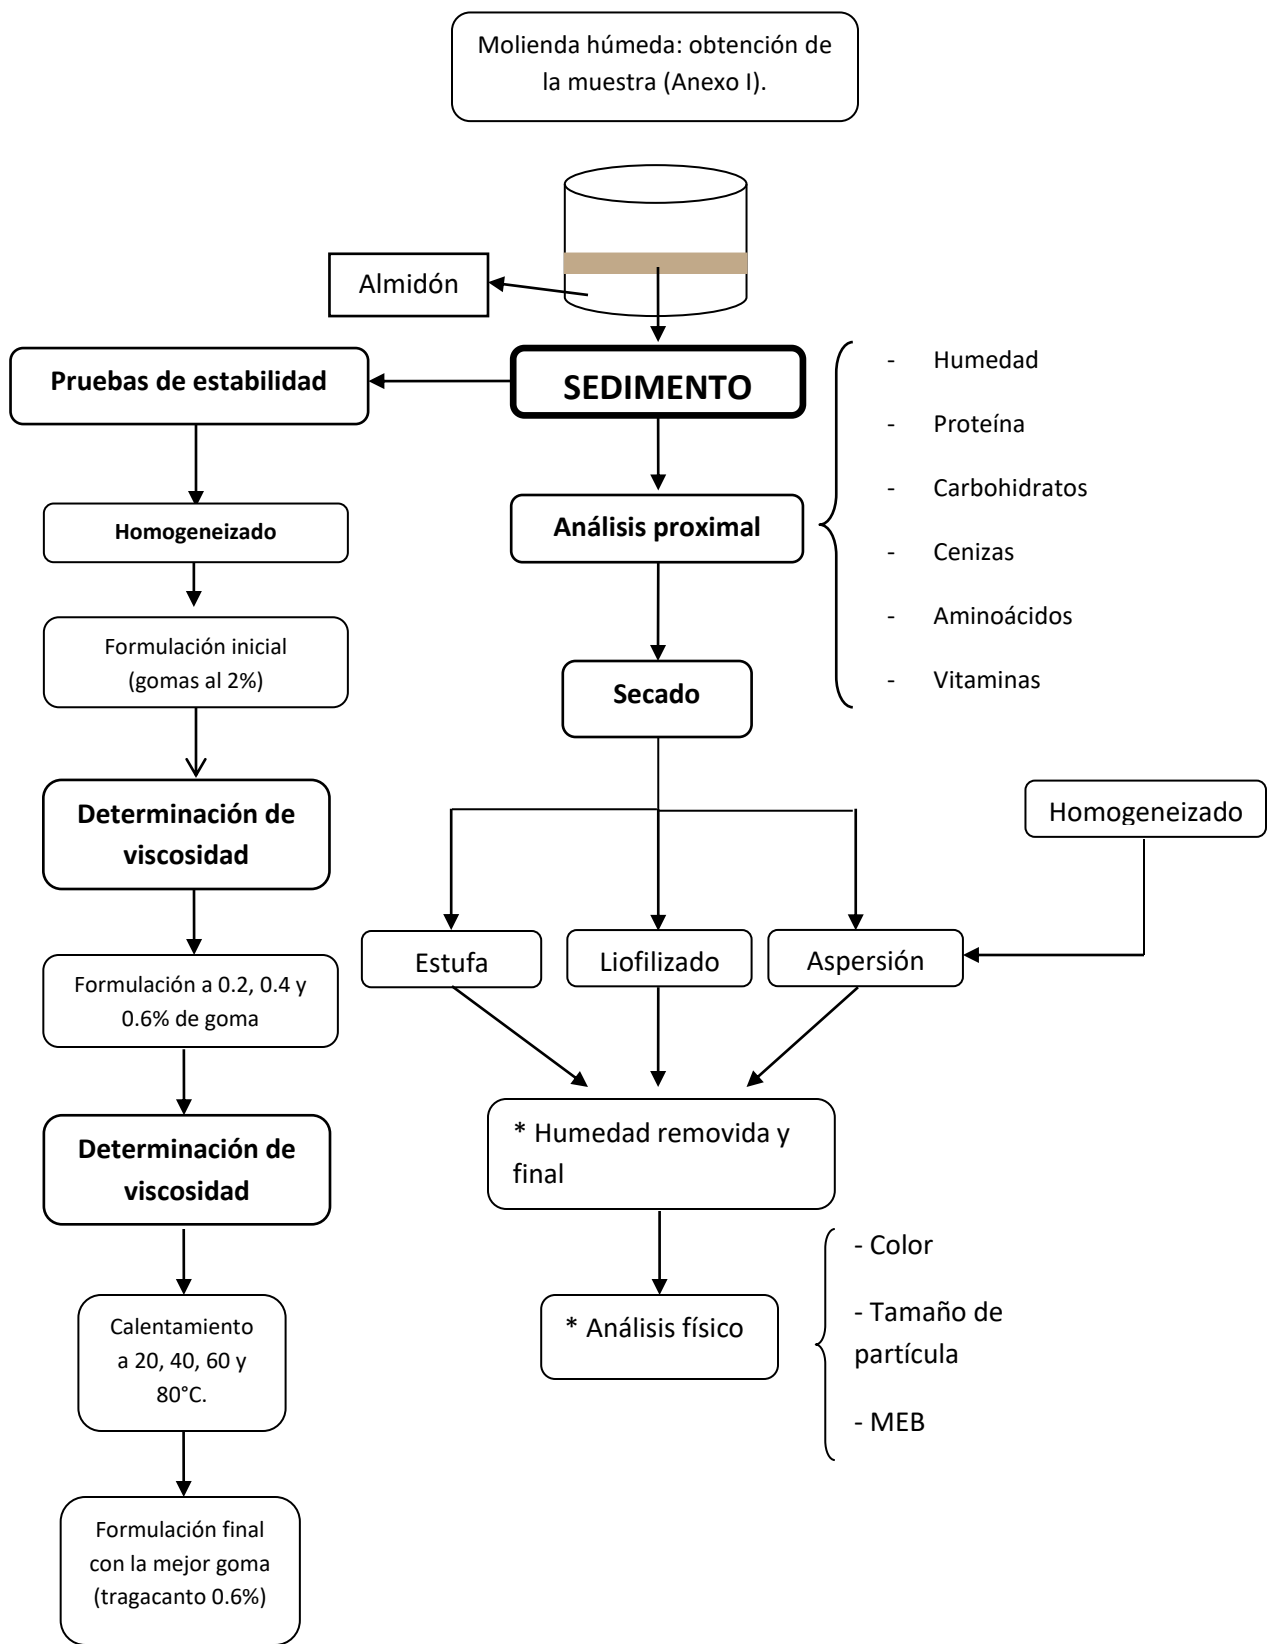 Molienda húmeda: obtención de
la muestra (Anexo I).
Almidón
SEDIMENTO
Pruebas de estabilidad
- Humedad
- Proteína
- Carbohidratos
- Cenizas
- Aminoácidos
- Vitaminas
Homogeneizado
Análisis proximal
Formulación inicial
(gomas al 2%)
Secado
Determinación de
viscosidad
Homogeneizado
Estufa
Liofilizado
Aspersión
Formulación a 0.2, 0.4 y
0.6% de goma
* Humedad removida y
final
Determinación de
viscosidad
* Análisis físico
- Color
- Tamaño de
partícula
- MEB
Calentamiento
a 20, 40, 60 y
80°C.
Formulación final
con la mejor goma
(tragacanto 0.6%)